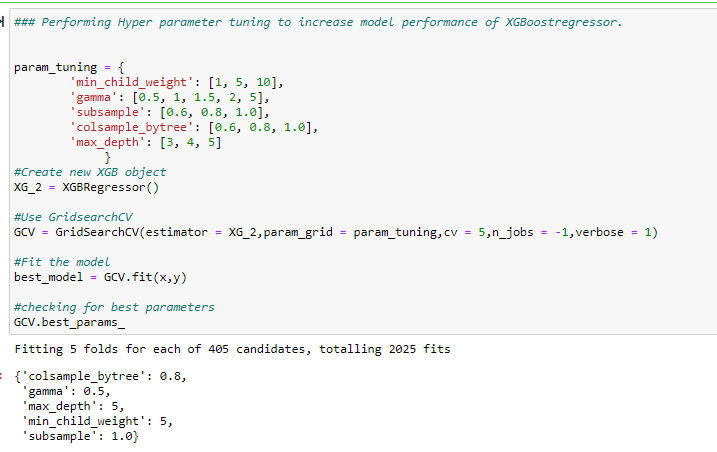 ### Performing Hyper parameter tuning to increase model performance of XGBoostregressor.
param_tuning = {
'min_child_weight': [1, 5, 10],
'gamma': [0.5, 1, 1.5, 2, 5],
'subsample': [0.6, 0.8, 1.0],
'colsample_bytree': [0.6, 0.8, 1.0],
'max_depth': [3, 4, 5]
}
#Create new XGB object
XG_2 = XGBRegressor()
#Use GridsearchCV
GCV = GridSearchCV(estimator = XG_2,param_grid = param_tuning,cv = 5,n_jobs = -1,verbose = 1)
#Fit the model
best_model = GCV.fit(x,y)
#checking for best parameters
GCV.best_params_
Fitting 5 folds for each of 405 candidates, totalling 2025 fits
{'colsample_bytree': 0.8,
'gamma': 0.5,
'max_depth': 5,
'min_child_weight': 5,
'subsample': 1.0}